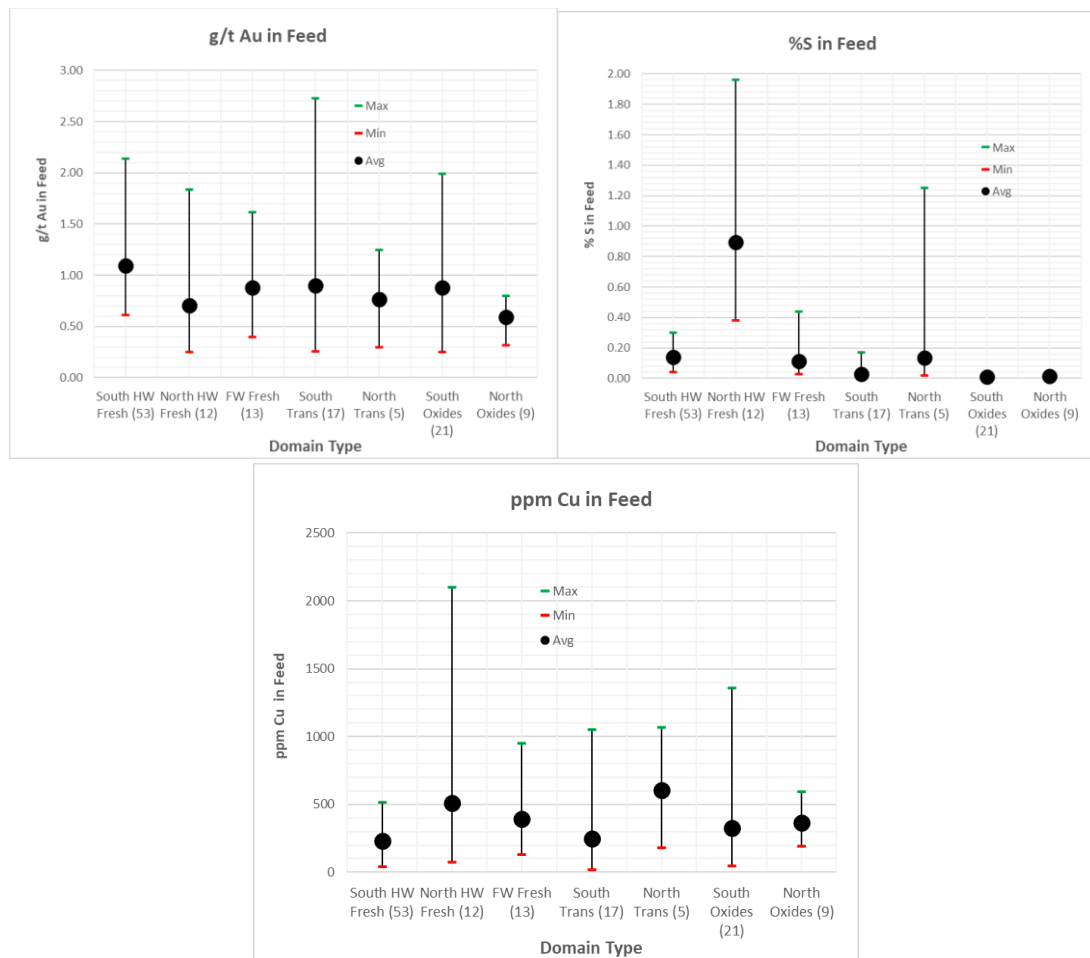 g/t Au in Feed
3.00
2.50
2.00
1.50
1.00
0.50
0.00
g/t Au in Feed
Max
Min
Avg
South HW North HW FW Fresh South North South North
Fresh (53) Fresh (12) (13) Trans (17) Trans (5) Oxides Oxides (9)
(21)
Domain Type
%S in Feed
2.00
1.80
1.60
1.40
1.20
1.00
0.80
0.60
0.40
0.20
0.00
% S in Feed
Max
Min
Avg
South HW North HW FW Fresh South North South North
Fresh (53) Fresh (12) (13) Trans (17) Trans (5) Oxides Oxides (9)
(21)
Domain Type
ppm Cu in Feed
2500
2000
1500
1000
500
0
ppm Cu in Feed
Max
Min
Avg
South HW North HW FW Fresh South North South North
Fresh (53) Fresh (12) (13) Trans (17) Trans (5) Oxides Oxides (9)
(21)
Domain Type